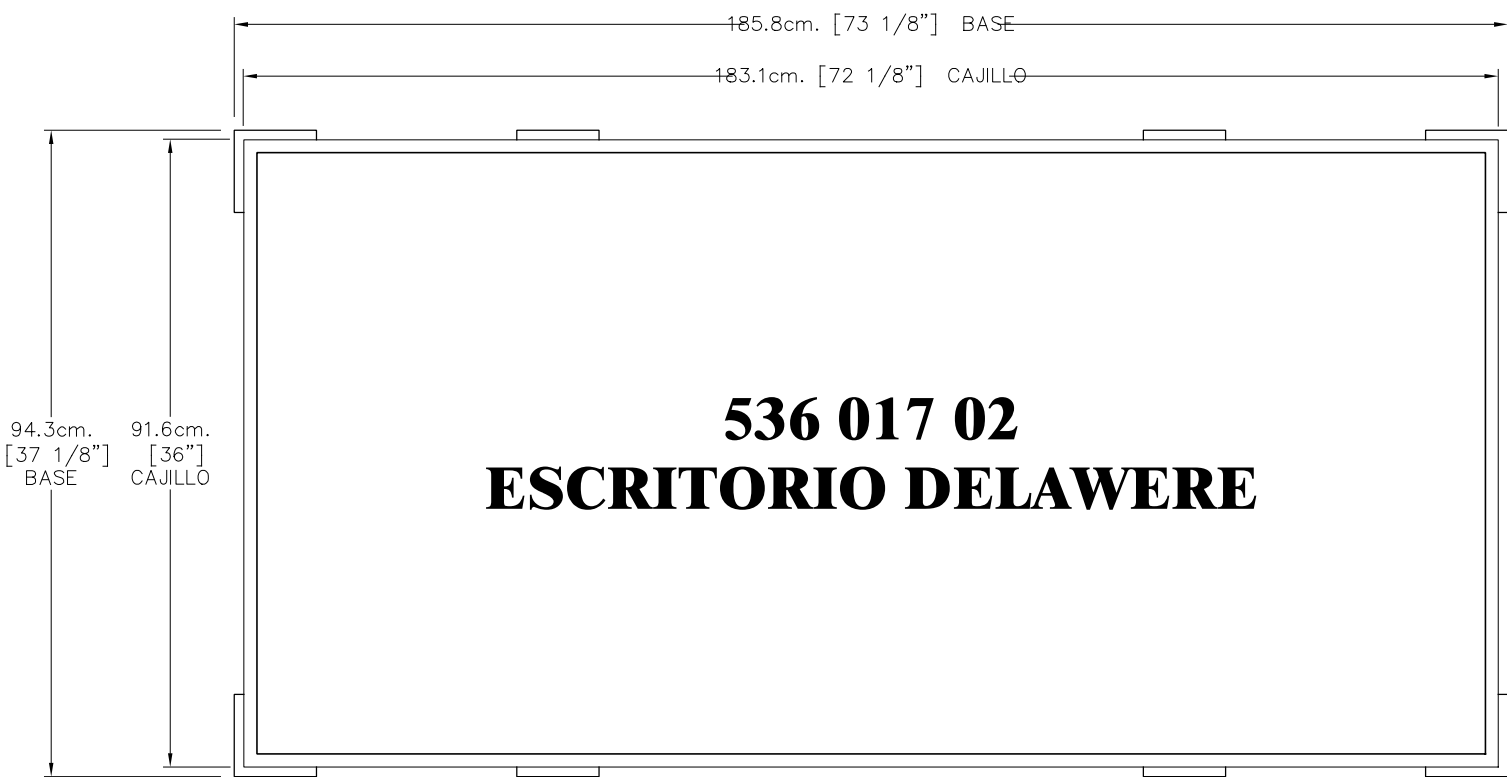 185.8cm. [73 1/8”] BASE
183.1cm. [72 1/8”] CAJILLO
94.3cm.
[37 1/8”]
BASE
91.6cm.
[36”]
CAJILLO
536 017 02
ESCRITORIO DELAWERE